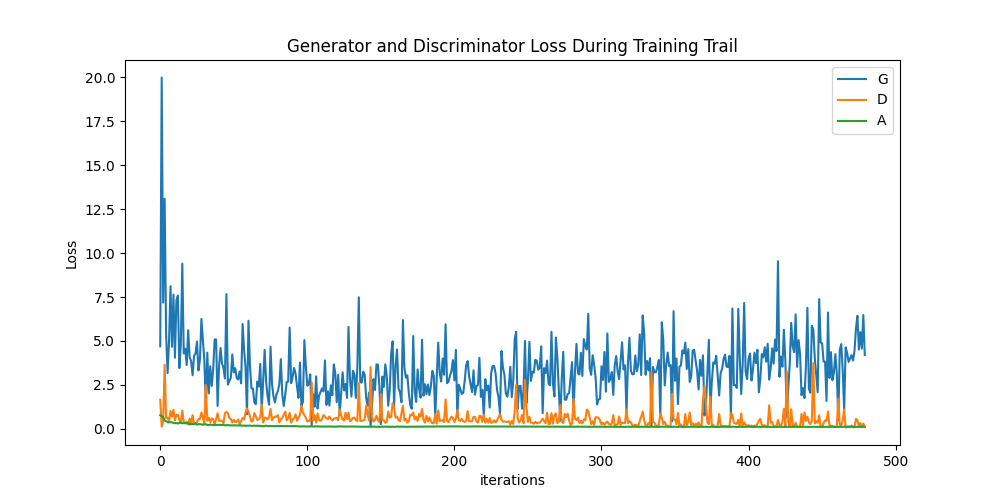 Generator and Discriminator Loss During Training Trail
G
D
A
Loss
20.0
17.5
15.0
12.5
10.0
7.5
5.0
2.5
0.0
0 100 200 300 400 500
iterations